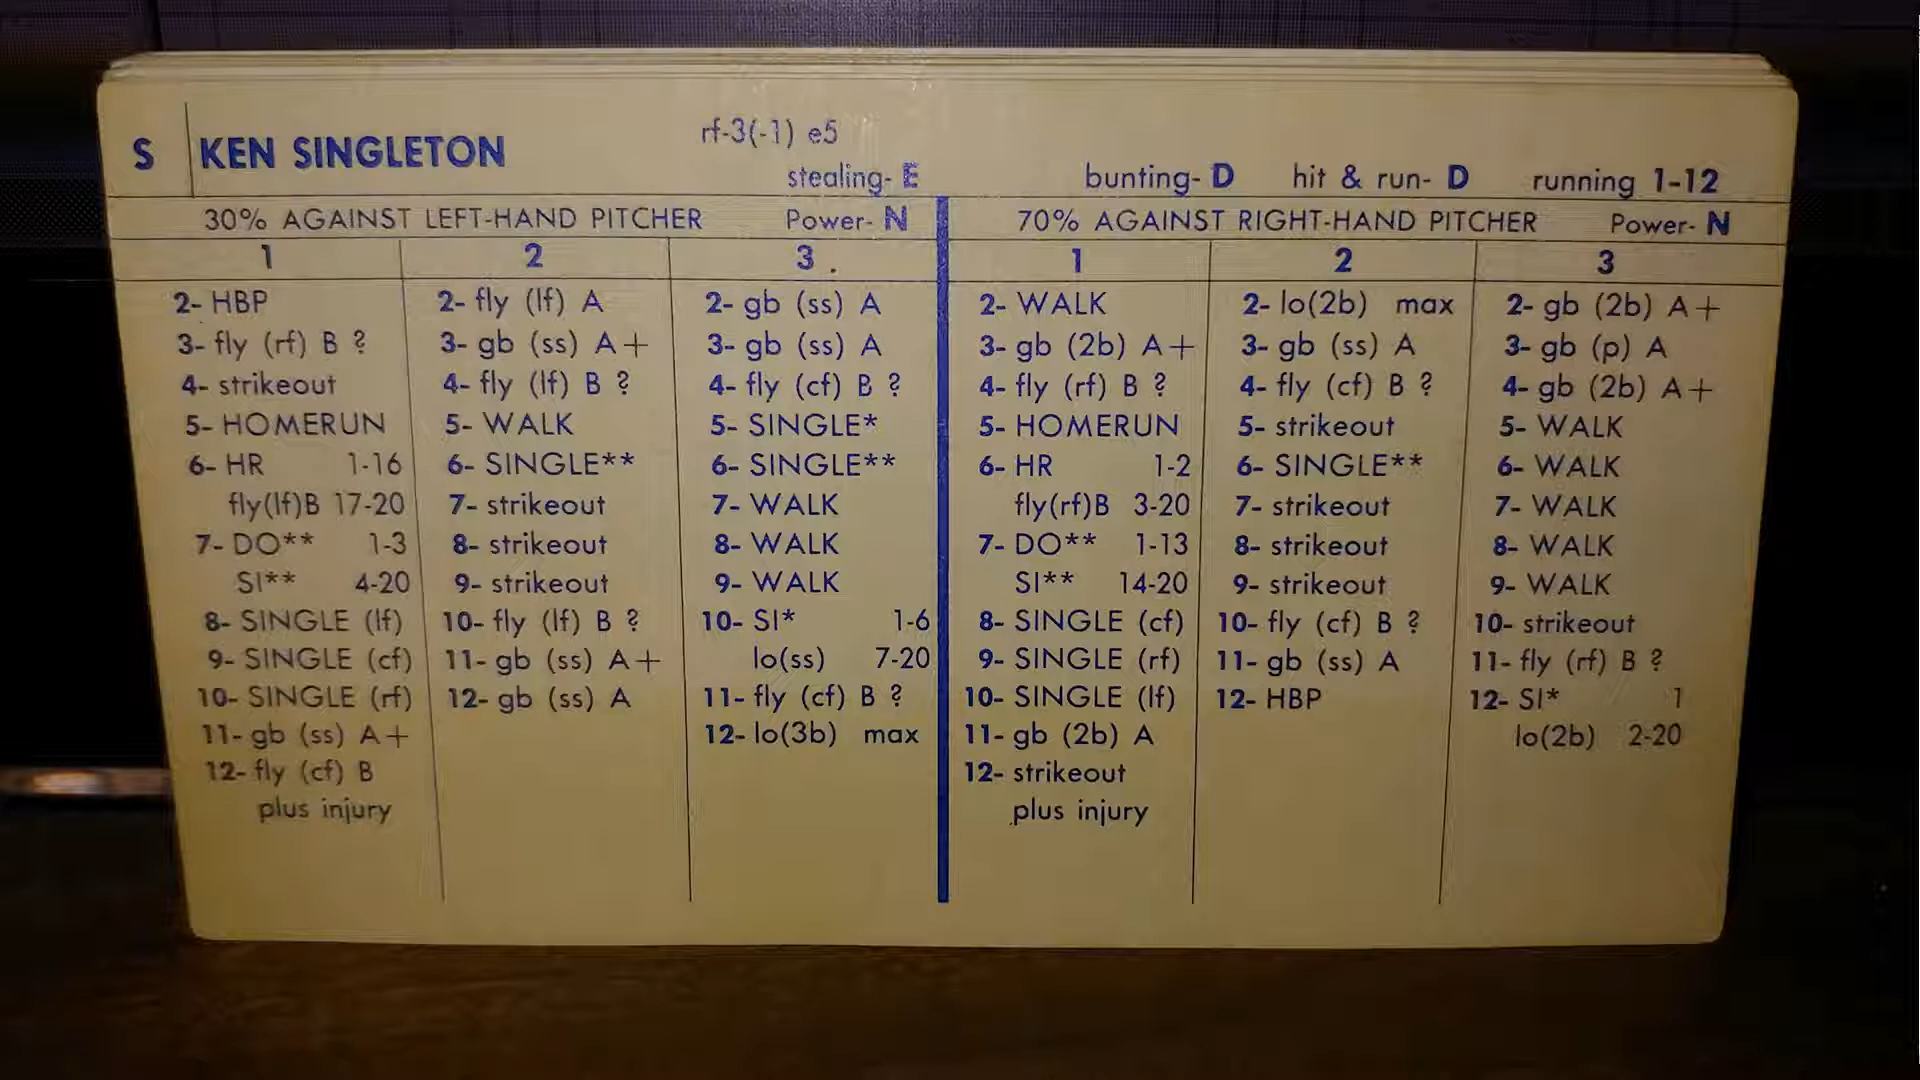 S KEN SINGLETON rf-3(-1) e5
stealing- E bunting- D hit & run- D running 1-12
30% AGAINST LEFT-HAND PITCHER Power- N
1 2 3
2- HBP 2- fly (lf) A 2- gb (ss) A
3- fly (rf) B ? 3- gb (ss) A+ 3- gb (ss) A
4- strikeout 4- fly (lf) B ? 4- fly (cf) B ?
5- HOMERUN 5- WALK 5- SINGLE*
6- HR 1-16 6- SINGLE** 6- SINGLE**
fly(lf)B 17-20 7- strikeout 7- WALK
7- DO** 1-3 8- strikeout 8- WALK
SI** 4-20 9- strikeout 9- WALK
8- SINGLE (lf) 10- fly (lf) B ? 10- SI* 1-6
9- SINGLE (cf) 11- gb (ss) A+ lo(ss) 7-20
10- SINGLE (rf) 12- gb (ss) A 11- fly (cf) B ?
11- gb (ss) A+ 12- lo(3b) max
12- fly (cf) B
plus injury
70% AGAINST RIGHT-HAND PITCHER Power- N
1 2 3
2- WALK 2- lo(2b) max 2- gb (2b) A+
3- gb (2b) A+ 3- gb (ss) A 3- gb (p) A
4- fly (rf) B ? 4- fly (cf) B ? 4- gb (2b) A+
5- HOMERUN 5- strikeout 5- WALK
6- HR 1-2 6- SINGLE** 6- WALK
fly(rf)B 3-20 7- strikeout 7- WALK
7- DO** 1-13 8- strikeout 8- WALK
SI** 14-20 9- strikeout 9- WALK
8- SINGLE (cf) 10- fly (cf) B ? 10- strikeout
9- SINGLE (rf) 11- gb (ss) A 11- fly (rf) B ?
10- SINGLE (lf) 12- HBP 12- SI* 1
11- gb (2b) A lo(2b) 2-20
12- strikeout
plus injury